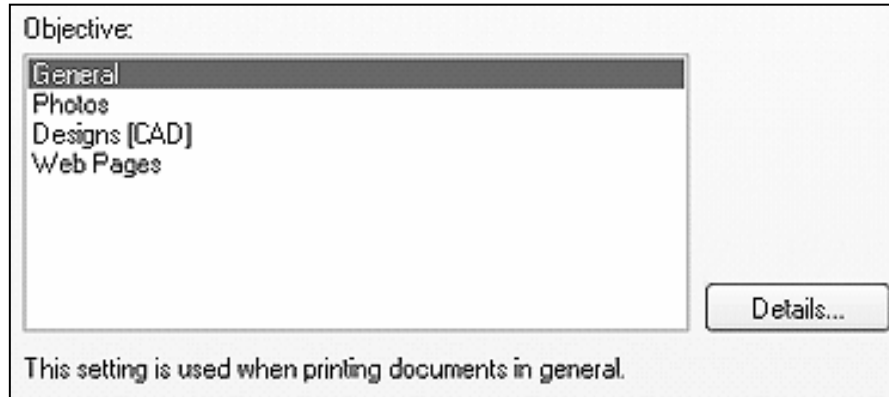 Objective:
General
Photos
Designs [CAD]
Web Pages
Details...
This setting is used when printing documents in general.